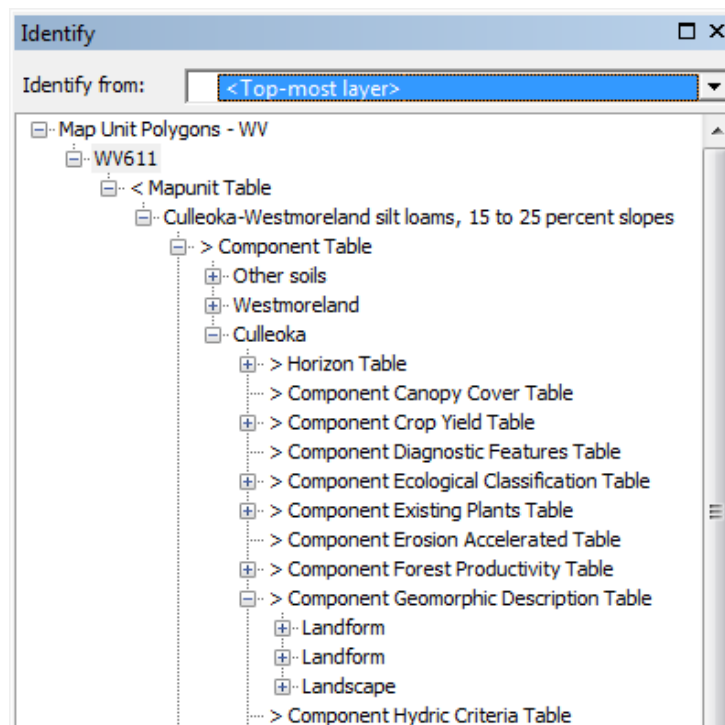 Identify
Identify from: <Top-most layer>
Map Unit Polygons - WV
WV611
< Mapunit Table
Culleoka-Westmoreland silt loams, 15 to 25 percent slopes
> Component Table
Other soils
Westmoreland
Culleoka
> Horizon Table
> Component Canopy Cover Table
> Component Crop Yield Table
> Component Diagnostic Features Table
> Component Ecological Classification Table
> Component Existing Plants Table
> Component Erosion Accelerated Table
> Component Forest Productivity Table
> Component Geomorphic Description Table
Landform
Landform
Landscape
> Component Hydric Criteria Table